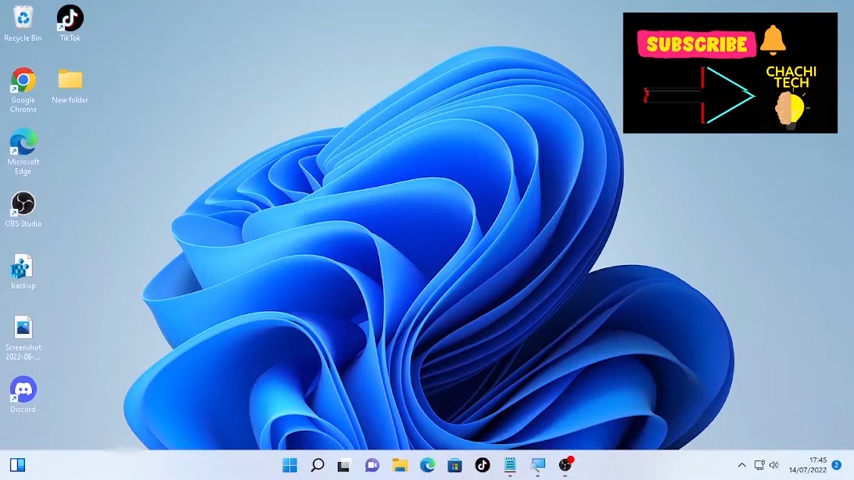 Recycle Bin
TikTok
Google
Chrome
New folder
Microsoft
Edge
OBS Studio
backup
Screenshot
2022-06-...
Discord
SUBSCRIBE
CHACHI
TECH
17:45
14/07/2022
2